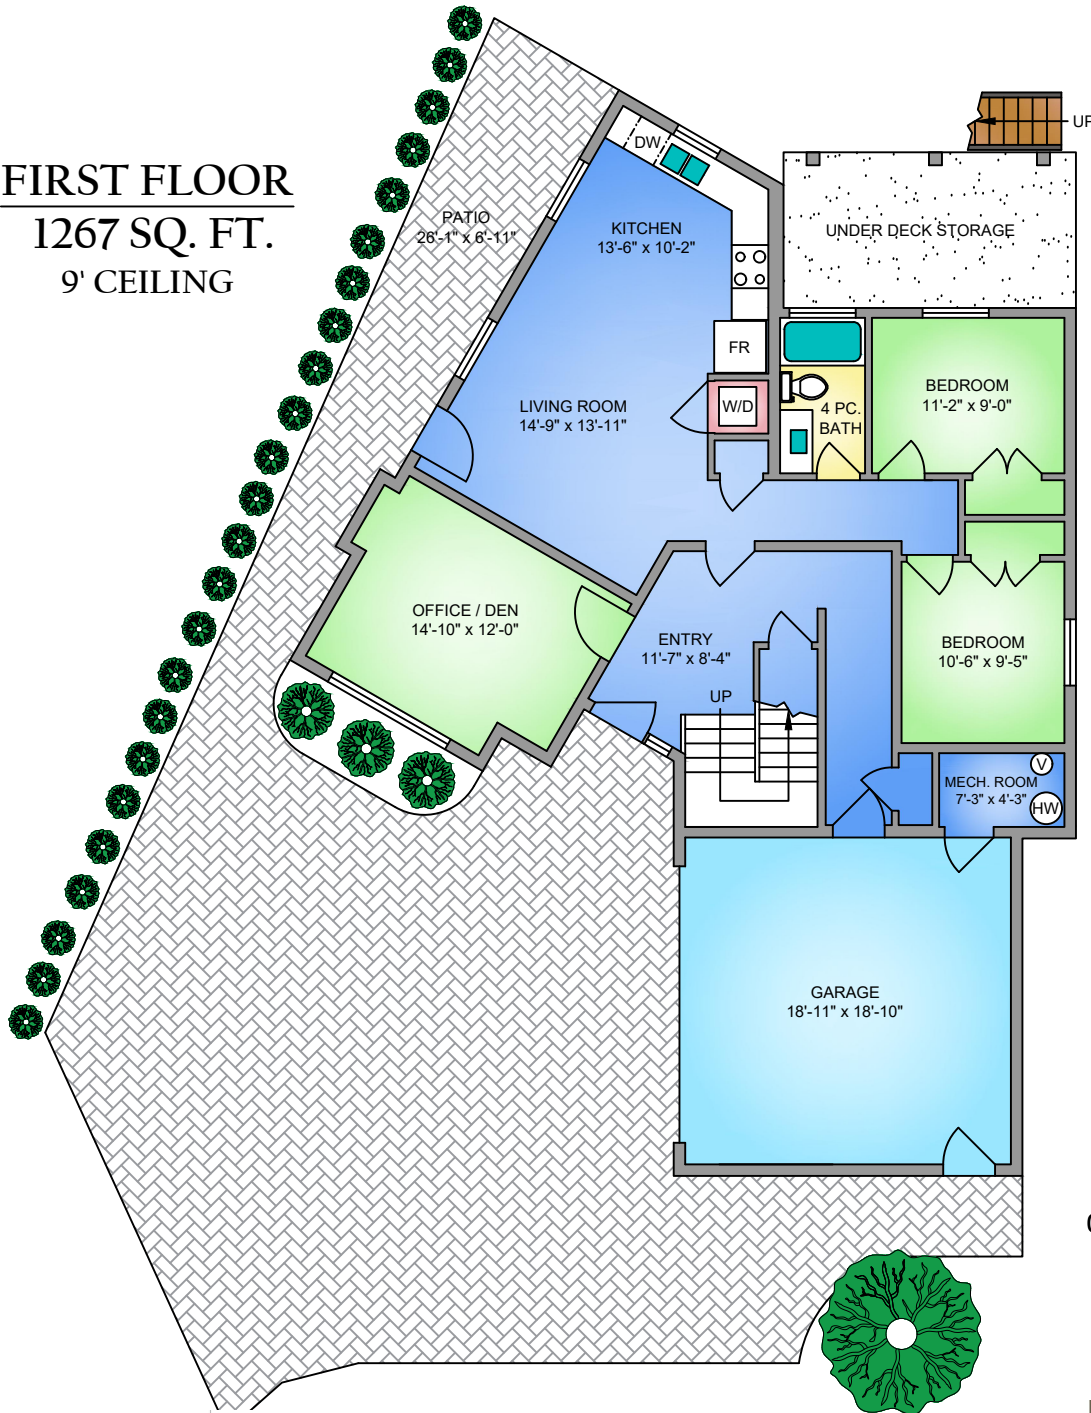 FIRST FLOOR
1267 SQ. FT.
9' CEILING
UP
DW
PATIO
26'-1" x 6'-11"
KITCHEN
13'-6" x 10'-2"
UNDER DECK STORAGE
FR
LIVING ROOM
14'-9" x 13'-11"
W/D
4 PC.
BATH
BEDROOM
11'-2" x 9'-0"
OFFICE / DEN
14'-10" x 12'-0"
ENTRY
11'-7" x 8'-4"
BEDROOM
10'-6" x 9'-5"
UP
V
MECH. ROOM
7'-3" x 4'-3"
HW
GARAGE
18'-11" x 18'-10"